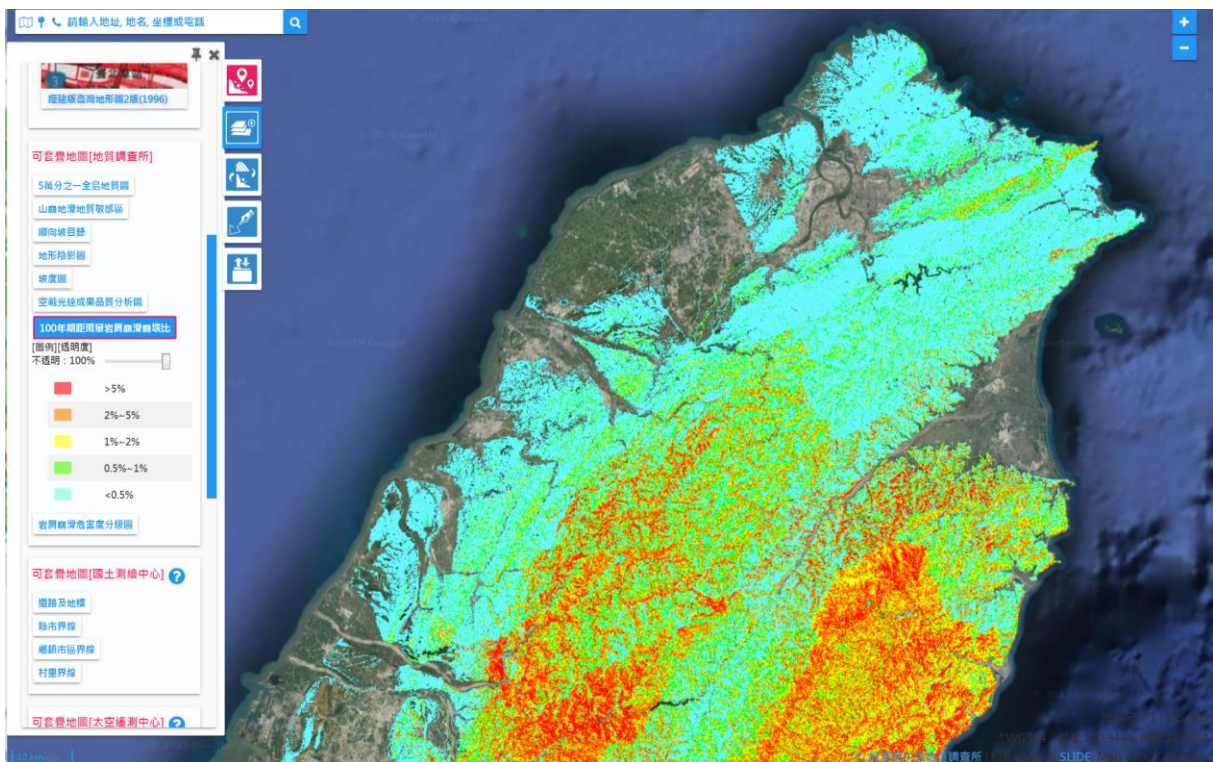 請輸入地址, 地名, 坐標或電話
經建版臺灣地形圖2版(1996)
可套疊地圖[地質調查所]
5萬分之一全島地質圖
山崩地滑地質敏感區
順向坡目錄
地形陰影圖
坡度圖
空載光達成果品質分析圖
100年期距雨量岩屑崩滑崩壞比
[圖例][透明度]
不透明：100%
>5%
2%~5%
1%~2%
0.5%~1%
<0.5%
岩屑崩滑危害度分級圖
可套疊地圖[國土測繪中心]
道路及地標
縣市界線
鄉鎮市區界線
村里界線
可套疊地圖[太空遙測中心]
10 km
© 2019 Google
© 2019 Google
SLIDE